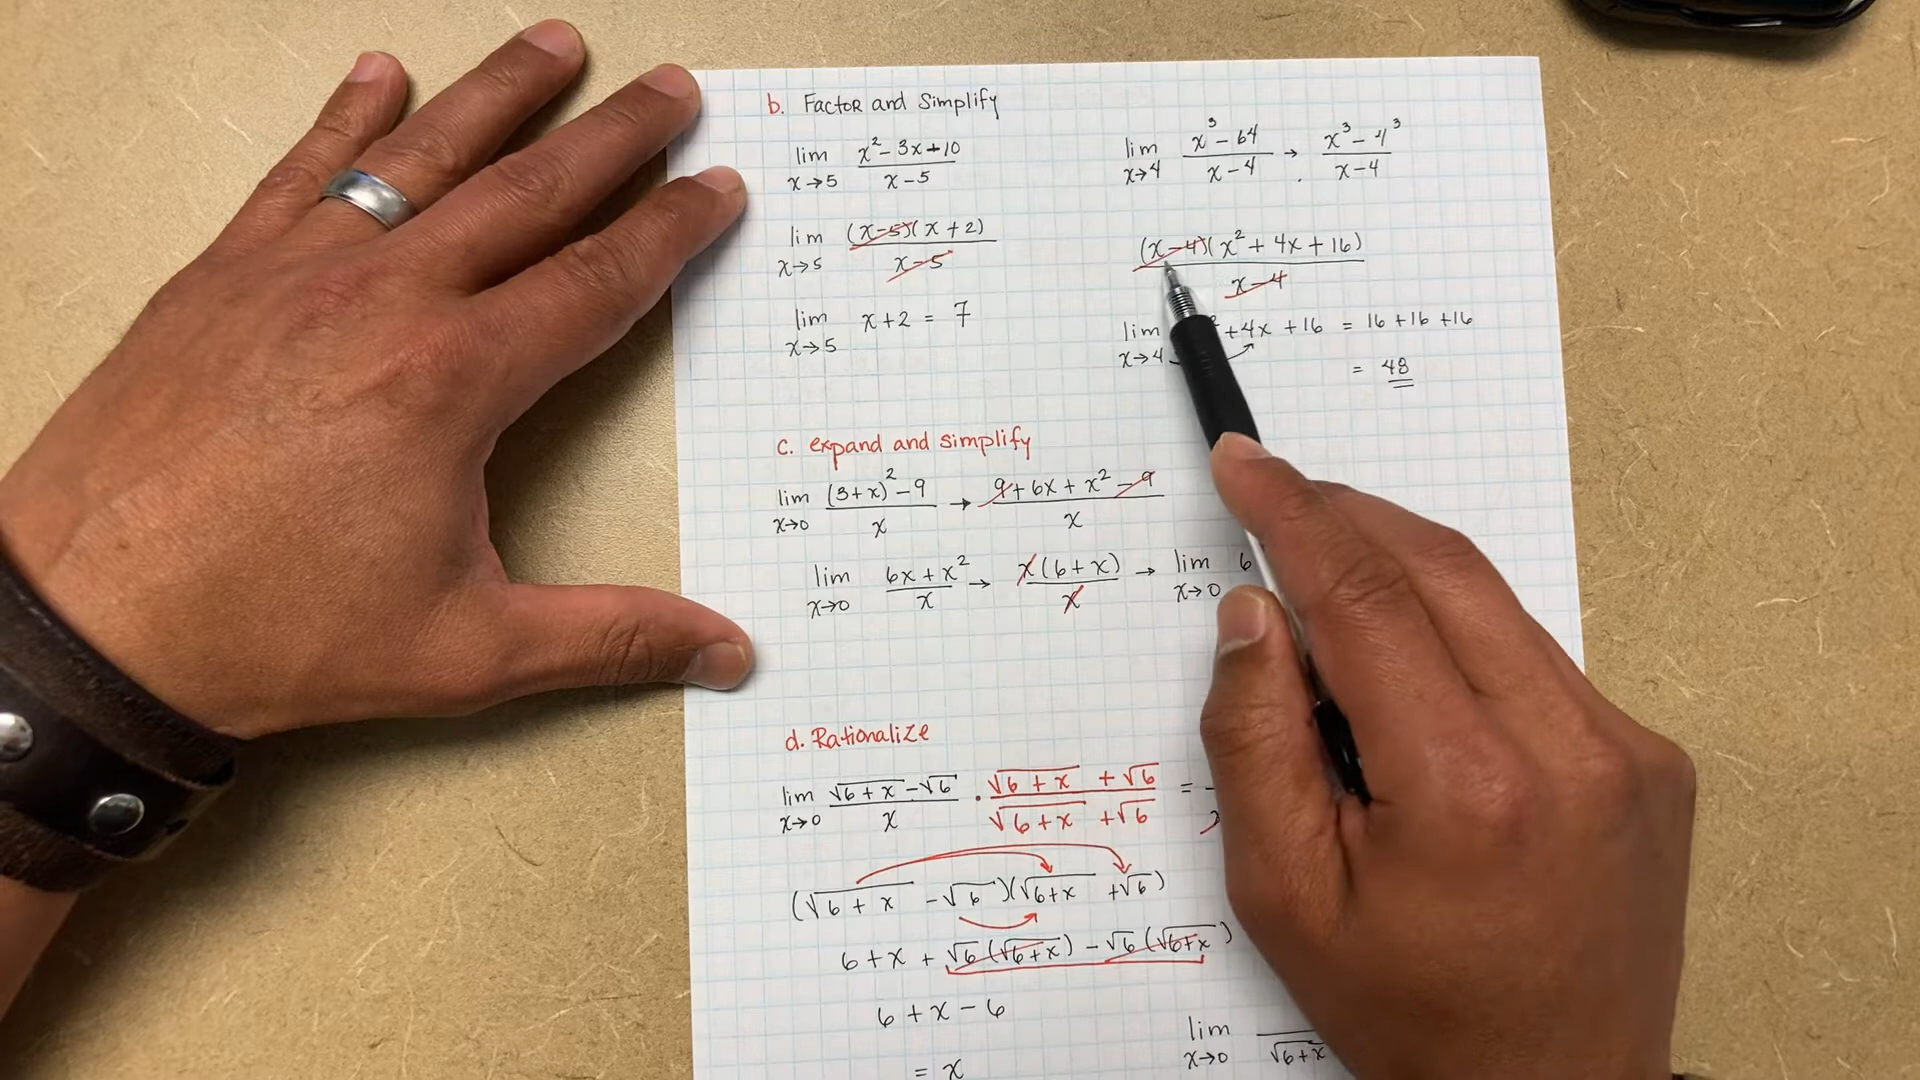 b. Factor and Simplify
lim x→5 (x² - 3x + 10)/(x - 5)
lim x→5 (x-5)(x+2)/(x-5)
lim x→5 x+2 = 7
lim x→4 (x³ - 64)/(x - 4) → (x³ - 4³)/(x - 4)
(x-4)(x² + 4x + 16)/(x-4)
lim x→4 ² + 4x + 16 = 16 + 16 + 16
= 48
c. expand and simplify
lim x→0 ((3+x)² - 9)/x → (9 + 6x + x² - 9)/x
lim x→0 (6x + x²)/x → x(6+x)/x → lim x→0 6
d. Rationalize
lim x→0 (√6+x - √6)/x · (√6+x + √6)/(√6+x + √6) =
(√6+x - √6)(√6+x + √6)
6 + x + √6(√6+x) - √6(√6+x)
6 + x - 6
= x
lim x→0 √6+x